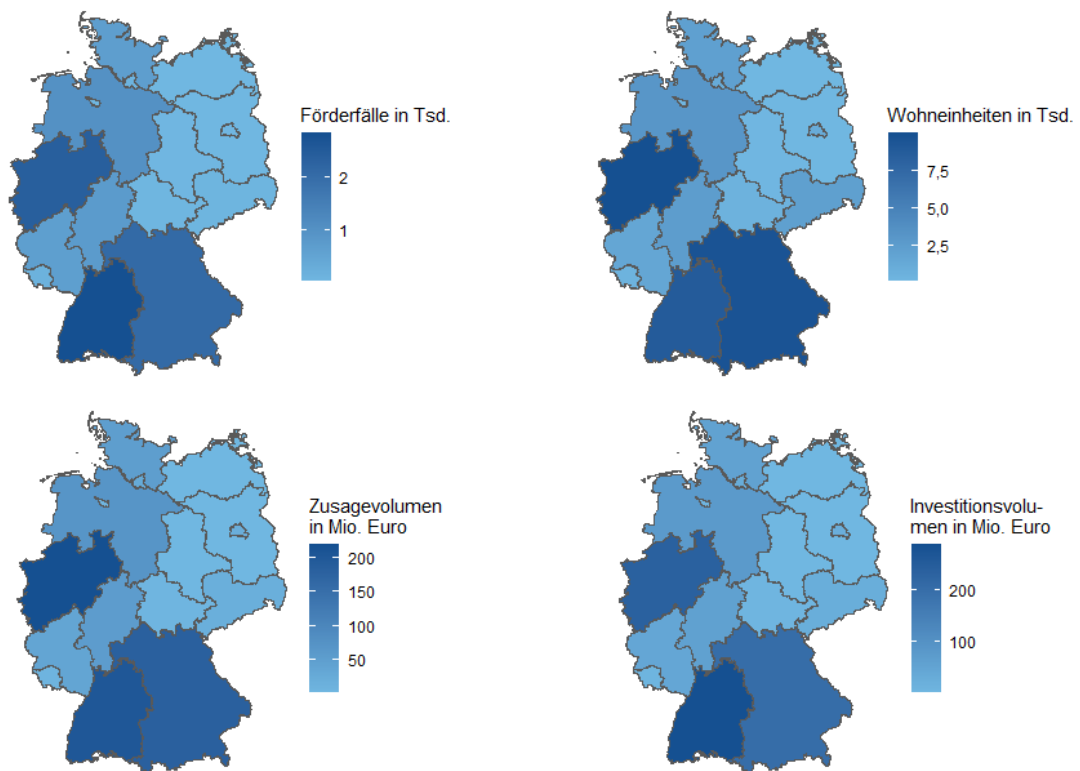 Förderfälle in Tsd.
2
1
Wohneinheiten in Tsd.
7,5
5,0
2,5
Zusagevolumen
in Mio. Euro
200
150
100
50
Investitionsvolu-
men in Mio. Euro
200
100